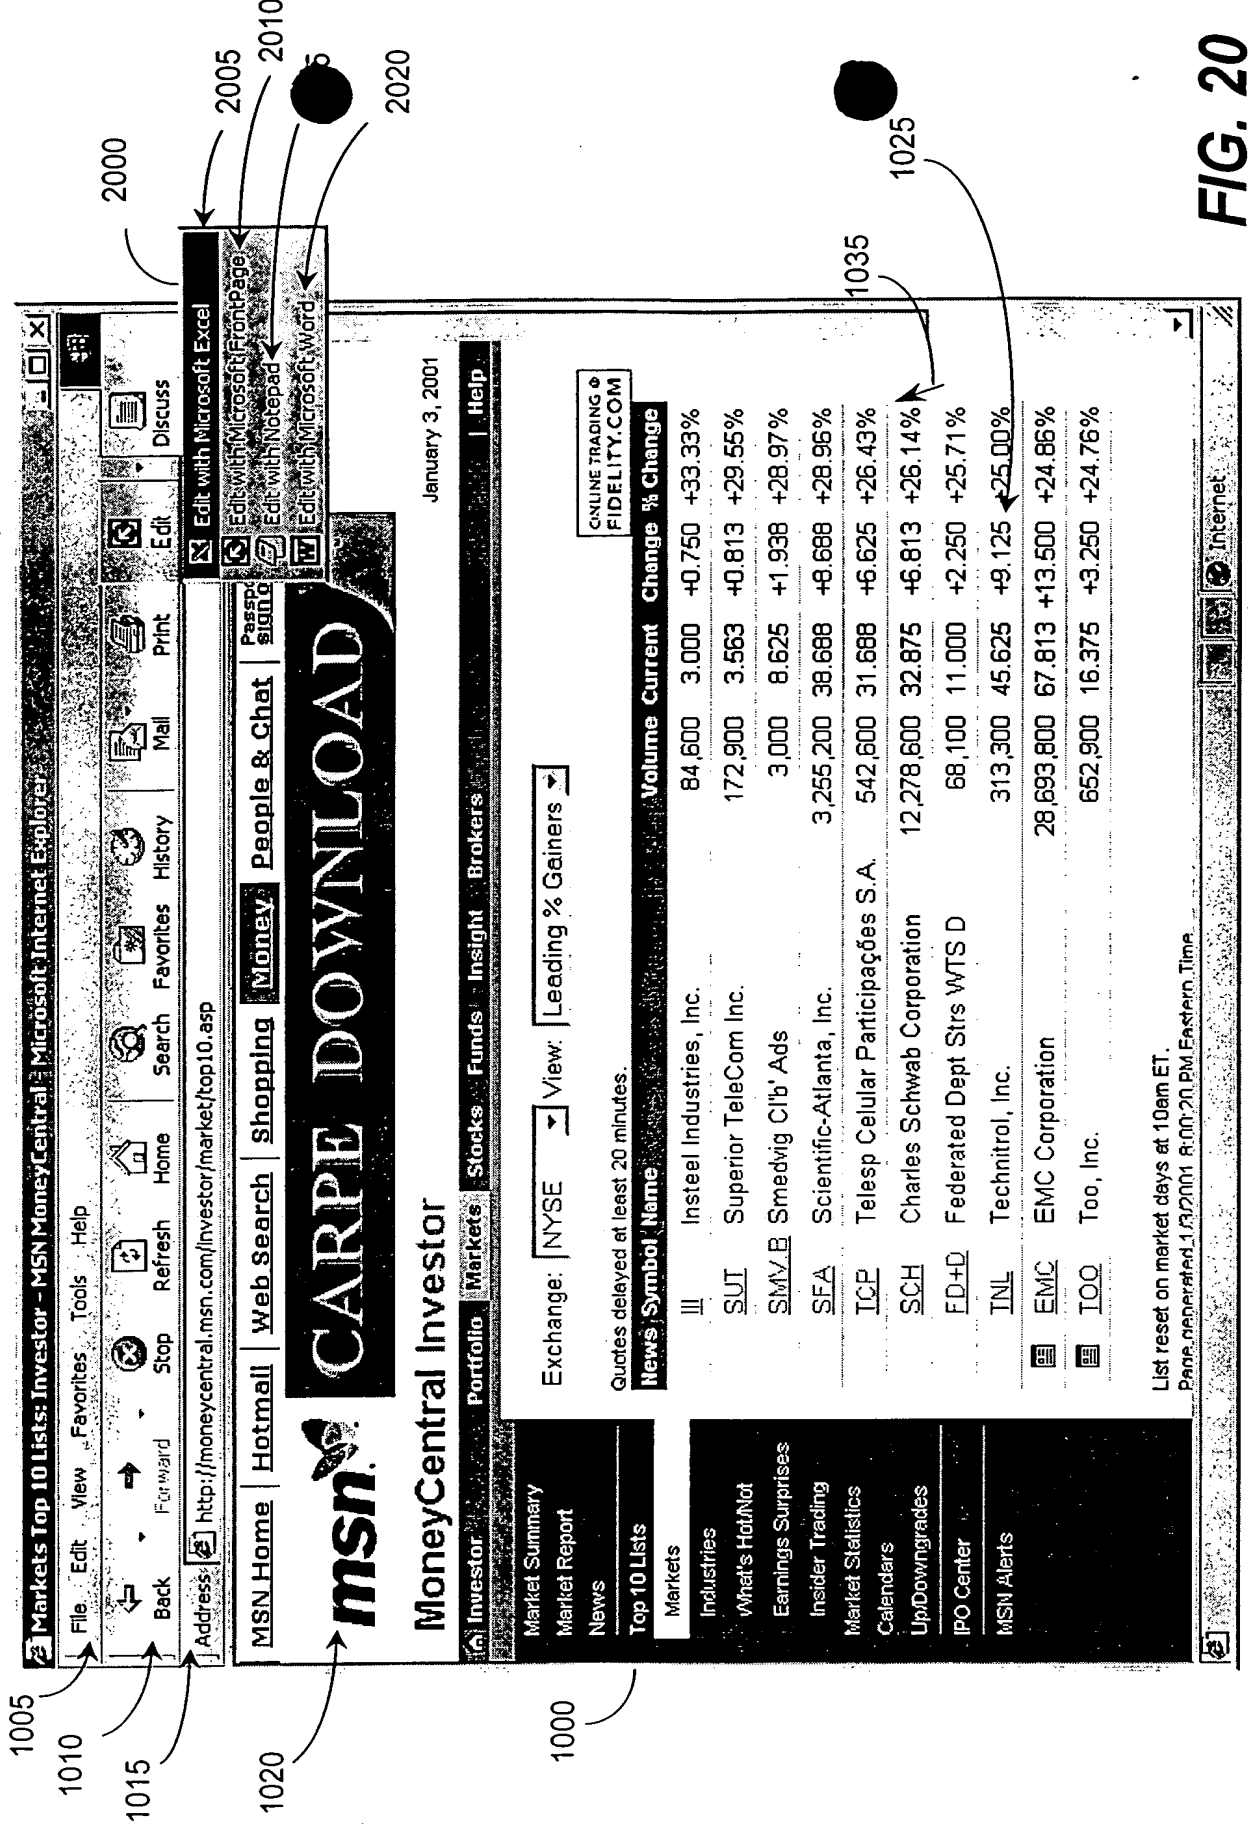 Markets Top 10 Lists: Investor - MSN MoneyCentral - Microsoft Internet Explorer
File Edit View Favorites Tools Help
Back Forward Stop Refresh Home Search Favorites History Mail Print Edit Discuss
Address http://moneycentral.msn.com/investor/market/top10.asp
2000
Edit with Microsoft Excel
Edit with Microsoft FrontPage
Edit with Notepad
Edit with Microsoft Word
2005
2010
2020
1005
1010
1015
1020
1000
MSN Home Hotmail Web Search Shopping Money People & Chat
msn.
CARPE DOWNLOAD
MoneyCentral Investor
January 3, 2001
Investor Portfolio Markets Stocks Funds Insight Brokers Help
Market Summary
Market Report
News
Top 10 Lists
Markets
Industries
What's Hot/Not
Earnings Surprises
Insider Trading
Market Statistics
Calendars
Up/Downgrades
IPO Center
MSN Alerts
Exchange: NYSE View: Leading % Gainers
ONLINE TRADING @
FIDELITY.COM
Quotes delayed at least 20 minutes.
News Symbol Name Volume Current Change % Change
III Insteel Industries, Inc. 84,600 3.000 +0.750 +33.33%
SUT Superior TeleCom Inc. 172,900 3.563 +0.813 +29.55%
SMV.B Smedvig Cl'b' Ads 3,000 8.625 +1.938 +28.97%
SFA Scientific-Atlanta, Inc. 3,255,200 38.688 +8.688 +28.96%
TCP Telesp Celular Participações S.A. 542,600 31.688 +6.625 +26.43%
SCH Charles Schwab Corporation 12,278,600 32.875 +6.813 +26.14%
FD+D Federated Dept Strs WTS D 68,100 11.000 +2.250 +25.71%
TNL Technitrol, Inc. 313,300 45.625 +9.125 +25.00%
EMC EMC Corporation 28,693,800 67.813 +13.500 +24.86%
TOO Too, Inc. 652,900 16.375 +3.250 +24.76%
1035
1025
List reset on market days at 10am ET.
Page generated 1/3/2001 8:00:20 PM Eastern Time
Internet
FIG. 20